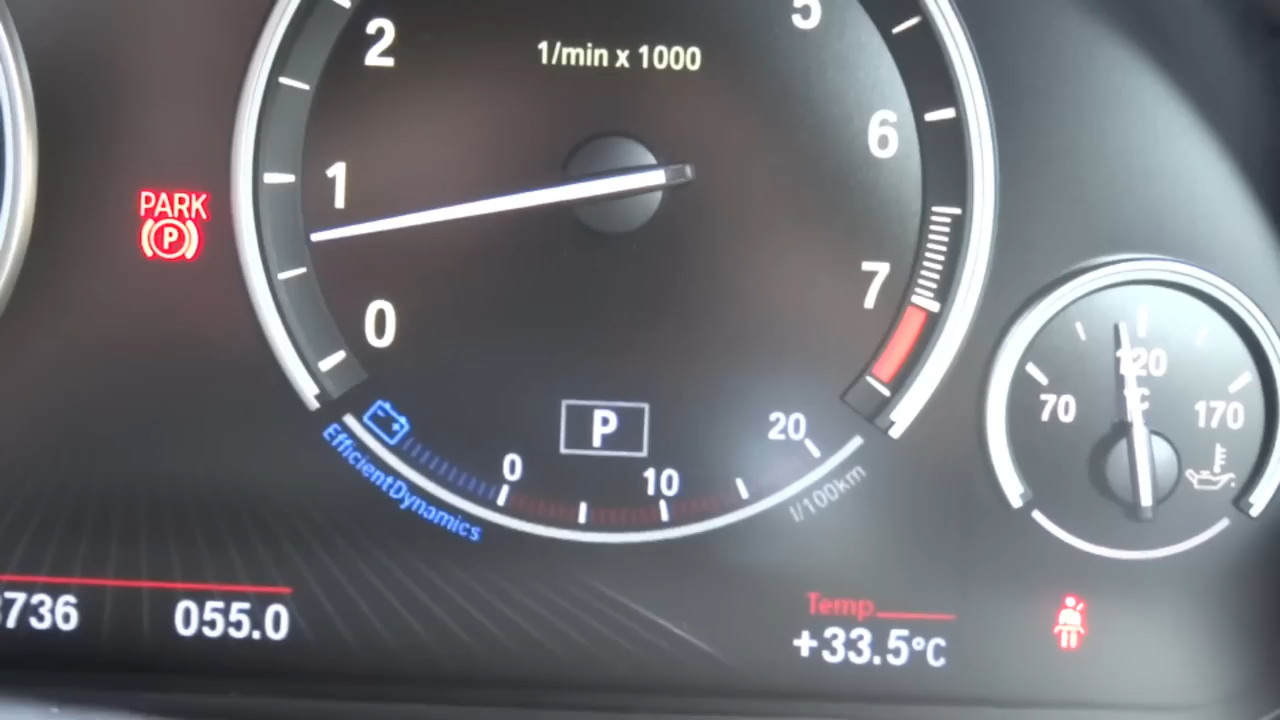 2
5
1/min x 1000
6
1
PARK
P
7
0
120
°C
70
170
P
20
0
10
EfficientDynamics
l/100km
736
055.0
Temp
+33.5°C